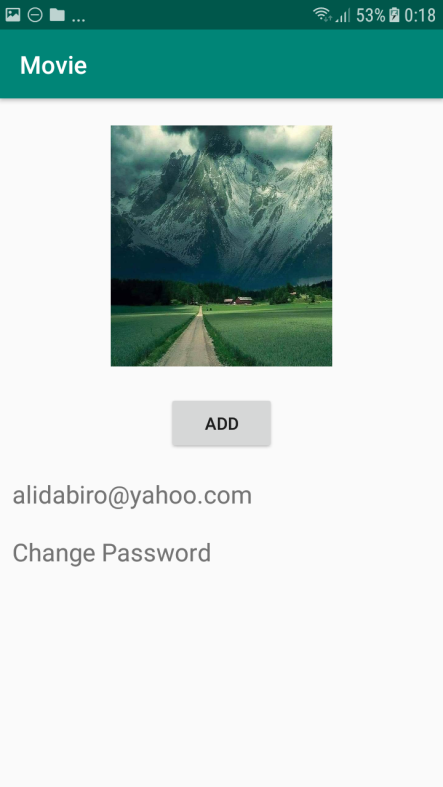 ... 53% 0:18
Movie
ADD
alidabiro@yahoo.com
Change Password